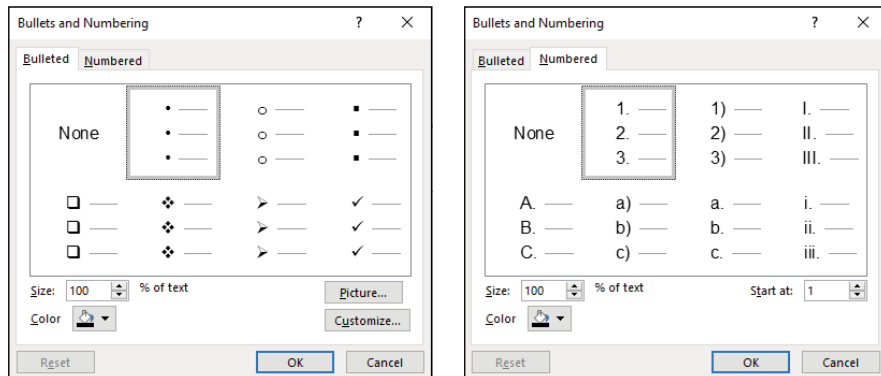 Bullets and Numbering ? ×
Bulleted Numbered
None
Size: 100 % of text
Picture...
Color
Customize...
Reset OK Cancel
Bullets and Numbering ? ×
Bulleted Numbered
None
1. 1) I.
2. 2) II.
3. 3) III.
A. a) a. i.
B. b) b. ii.
C. c) c. iii.
Size: 100 % of text Start at: 1
Color
Reset OK Cancel